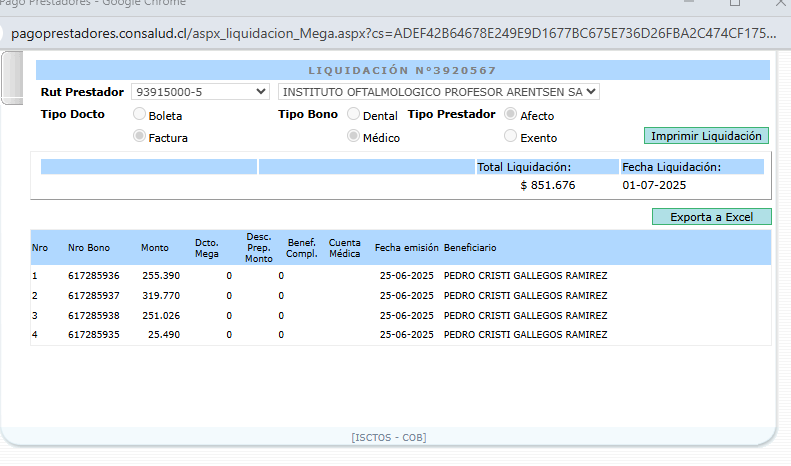 Pago Prestadores - Google Chrome
pagoprestadores.consalud.cl/aspx_liquidacion_Mega.aspx?cs=ADEF42B64678E249E9D1677BC675E736D26FBA2C474CF175...
LIQUIDACIÓN Nº3920567
Rut Prestador 93915000-5 INSTITUTO OFTALMOLOGICO PROFESOR ARENTSEN SA
Tipo Docto Boleta Tipo Bono Dental Tipo Prestador Afecto
Factura Médico Exento Imprimir Liquidación
Total Liquidación: Fecha Liquidación:
$ 851.676 01-07-2025
Exporta a Excel
Nro Nro Bono Monto Dcto. Mega Desc. Prep. Monto Benef. Compl. Cuenta Médica Fecha emisión Beneficiario
1 617285936 255.390 0 0 25-06-2025 PEDRO CRISTI GALLEGOS RAMIREZ
2 617285937 319.770 0 0 25-06-2025 PEDRO CRISTI GALLEGOS RAMIREZ
3 617285938 251.026 0 0 25-06-2025 PEDRO CRISTI GALLEGOS RAMIREZ
4 617285935 25.490 0 0 25-06-2025 PEDRO CRISTI GALLEGOS RAMIREZ
[ISCTOS - COB]